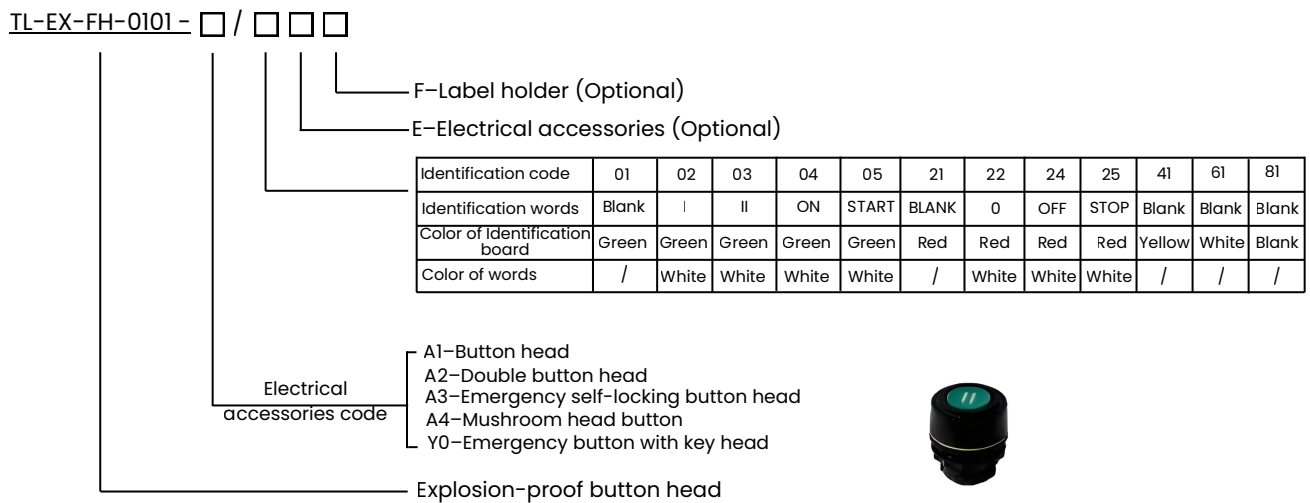 TL-EX-FH-0101 - □ / □ □ □
F-Label holder (Optional)
E-Electrical accessories (Optional)
Identification code 01 02 03 04 05 21 22 24 25 41 61 81
Identification words Blank I II ON START BLANK 0 OFF STOP Blank Blank Blank
Color of Identification
board Green Green Green Green Green Red Red Red Red Yellow White Blank
Color of words / White White White White / White White White / / /
A1-Button head
A2-Double button head
A3-Emergency self-locking button head
A4-Mushroom head button
Y0-Emergency button with key head
Electrical
accessories code
II
Explosion-proof button head